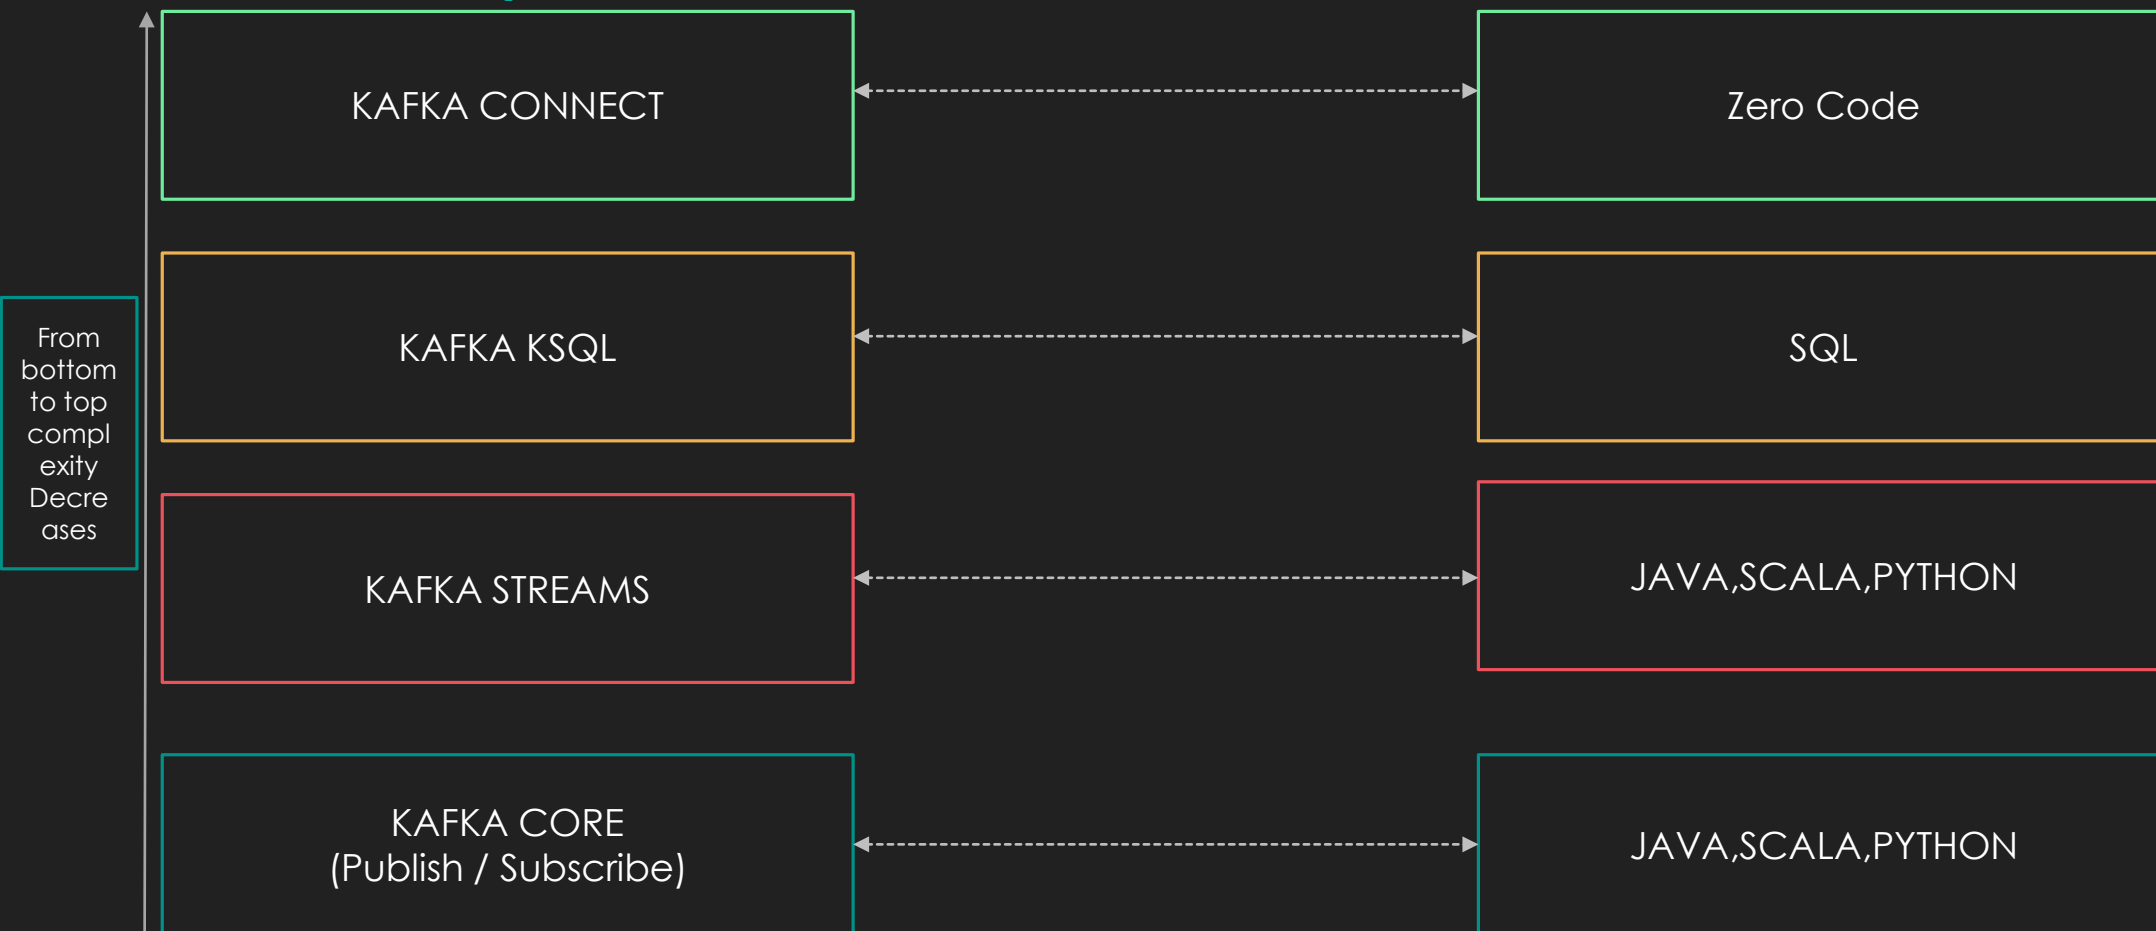 KAFKA CONNECT
Zero Code
KAFKA KSQL
SQL
From
bottom
to top
compl
exity
Decre
ases
KAFKA STREAMS
JAVA,SCALA,PYTHON
KAFKA CORE
(Publish / Subscribe)
JAVA,SCALA,PYTHON